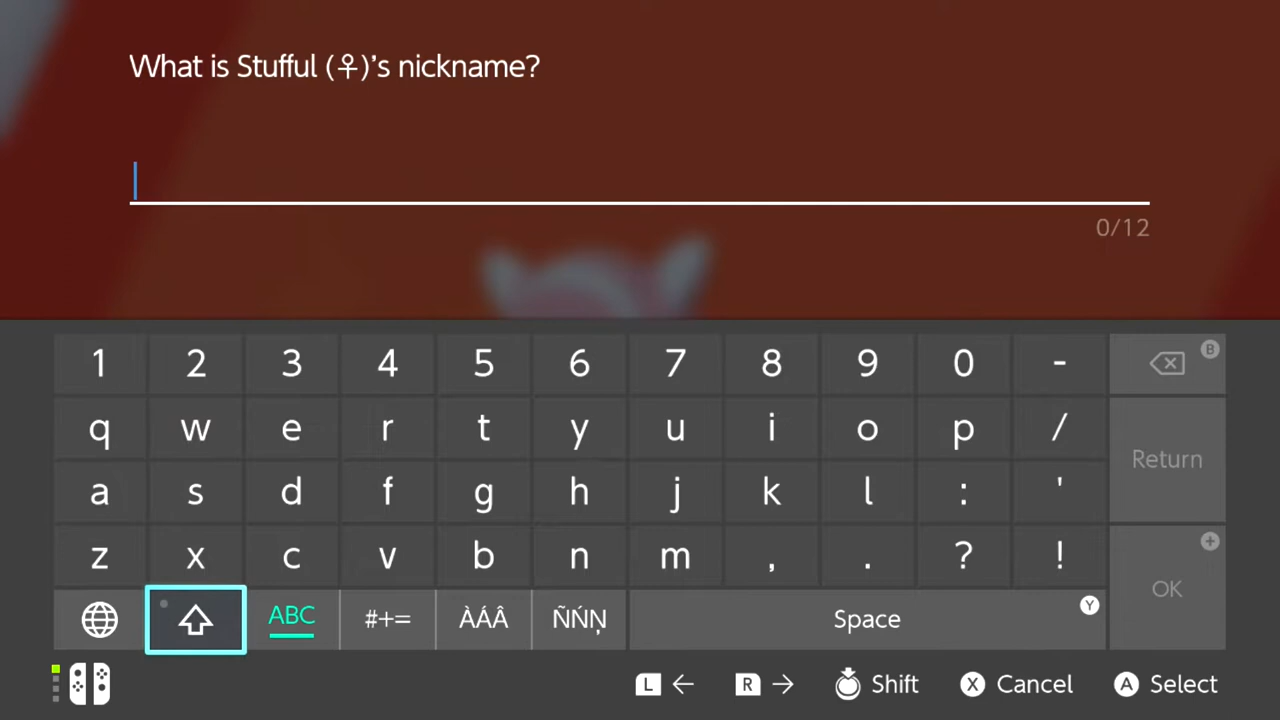 What is Stufful (♀)'s nickname?
0/12
1 2 3 4 5 6 7 8 9 0 - B
q w e r t y u i o p /
Return
a s d f g h j k l : '
z x c v b n m , . ? ! +
OK
ABC #+= ÀÁÂ ÑŃŅ Space Y
L ← R → Shift X Cancel A Select